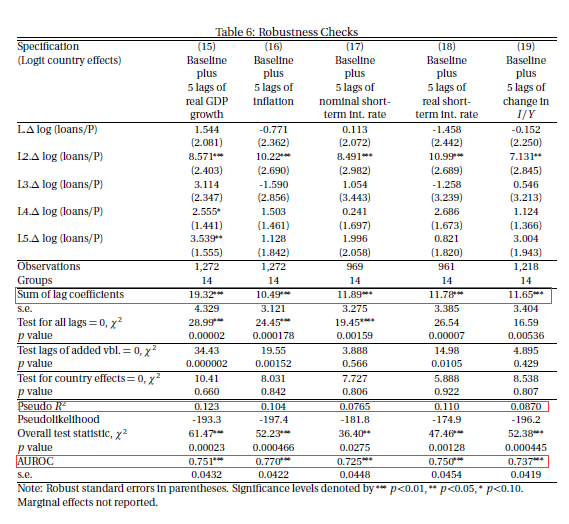 Table 6: Robustness Checks
Specification (15) (16) (17) (18) (19)
(Logit country effects) Baseline Baseline Baseline Baseline Baseline
plus plus plus plus plus
5 lags of 5 lags of 5 lags of 5 lags of 5 lags of
real GDP inflation nominal short- real short- change in
growth term int. rate term int. rate I/Y
L.Δ log (loans/P) 1.544 -0.771 0.113 -1.458 -0.152
(2.081) (2.362) (2.072) (2.442) (2.250)
L2.Δ log (loans/P) 8.571*** 10.22*** 8.491*** 10.99*** 7.131**
(2.403) (2.690) (2.982) (2.689) (2.845)
L3.Δ log (loans/P) 3.114 -1.590 1.054 -1.258 0.546
(2.347) (2.856) (3.443) (3.239) (3.213)
L4.Δ log (loans/P) 2.555* 1.503 0.241 2.686 1.124
(1.441) (1.461) (1.697) (1.673) (1.366)
L5.Δ log (loans/P) 3.539** 1.128 1.996 0.821 3.004
(1.555) (1.842) (2.058) (1.820) (1.943)
Observations 1,272 1,272 969 961 1,218
Groups 14 14 14 14 14
Sum of lag coefficients 19.32*** 10.49*** 11.89*** 11.78*** 11.65***
s.e. 4.329 3.121 3.275 3.385 3.404
Test for all lags = 0, χ² 28.99*** 24.45*** 19.45**** 26.54 16.59
p value 0.00002 0.000178 0.00159 0.00007 0.00536
Test lags of added vbl. = 0, χ² 34.43 19.55 3.888 14.98 4.895
p value 0.000002 0.00152 0.566 0.0105 0.429
Test for country effects = 0, χ² 10.41 8.031 7.727 5.888 8.538
p value 0.660 0.842 0.806 0.922 0.807
Pseudo R² 0.123 0.104 0.0765 0.110 0.0870
Pseudolikelihood -193.3 -197.4 -181.8 -174.9 -196.2
Overall test statistic, χ² 61.47*** 52.23*** 36.40** 47.46*** 52.38***
p value 0.00023 0.000466 0.0275 0.00128 0.000445
AUROC 0.751*** 0.770*** 0.725*** 0.750*** 0.737***
s.e. 0.0432 0.0422 0.0448 0.0454 0.0419
Note: Robust standard errors in parentheses. Significance levels denoted by *** p<0.01, ** p<0.05, * p<0.10.
Marginal effects not reported.